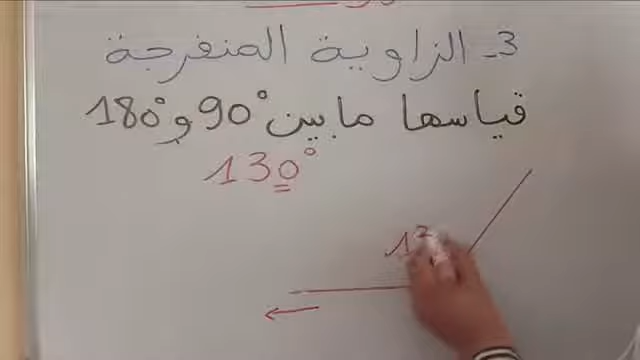 3- الزاوية المنفرجة
قياسها ما بين 90° و 180°
130°